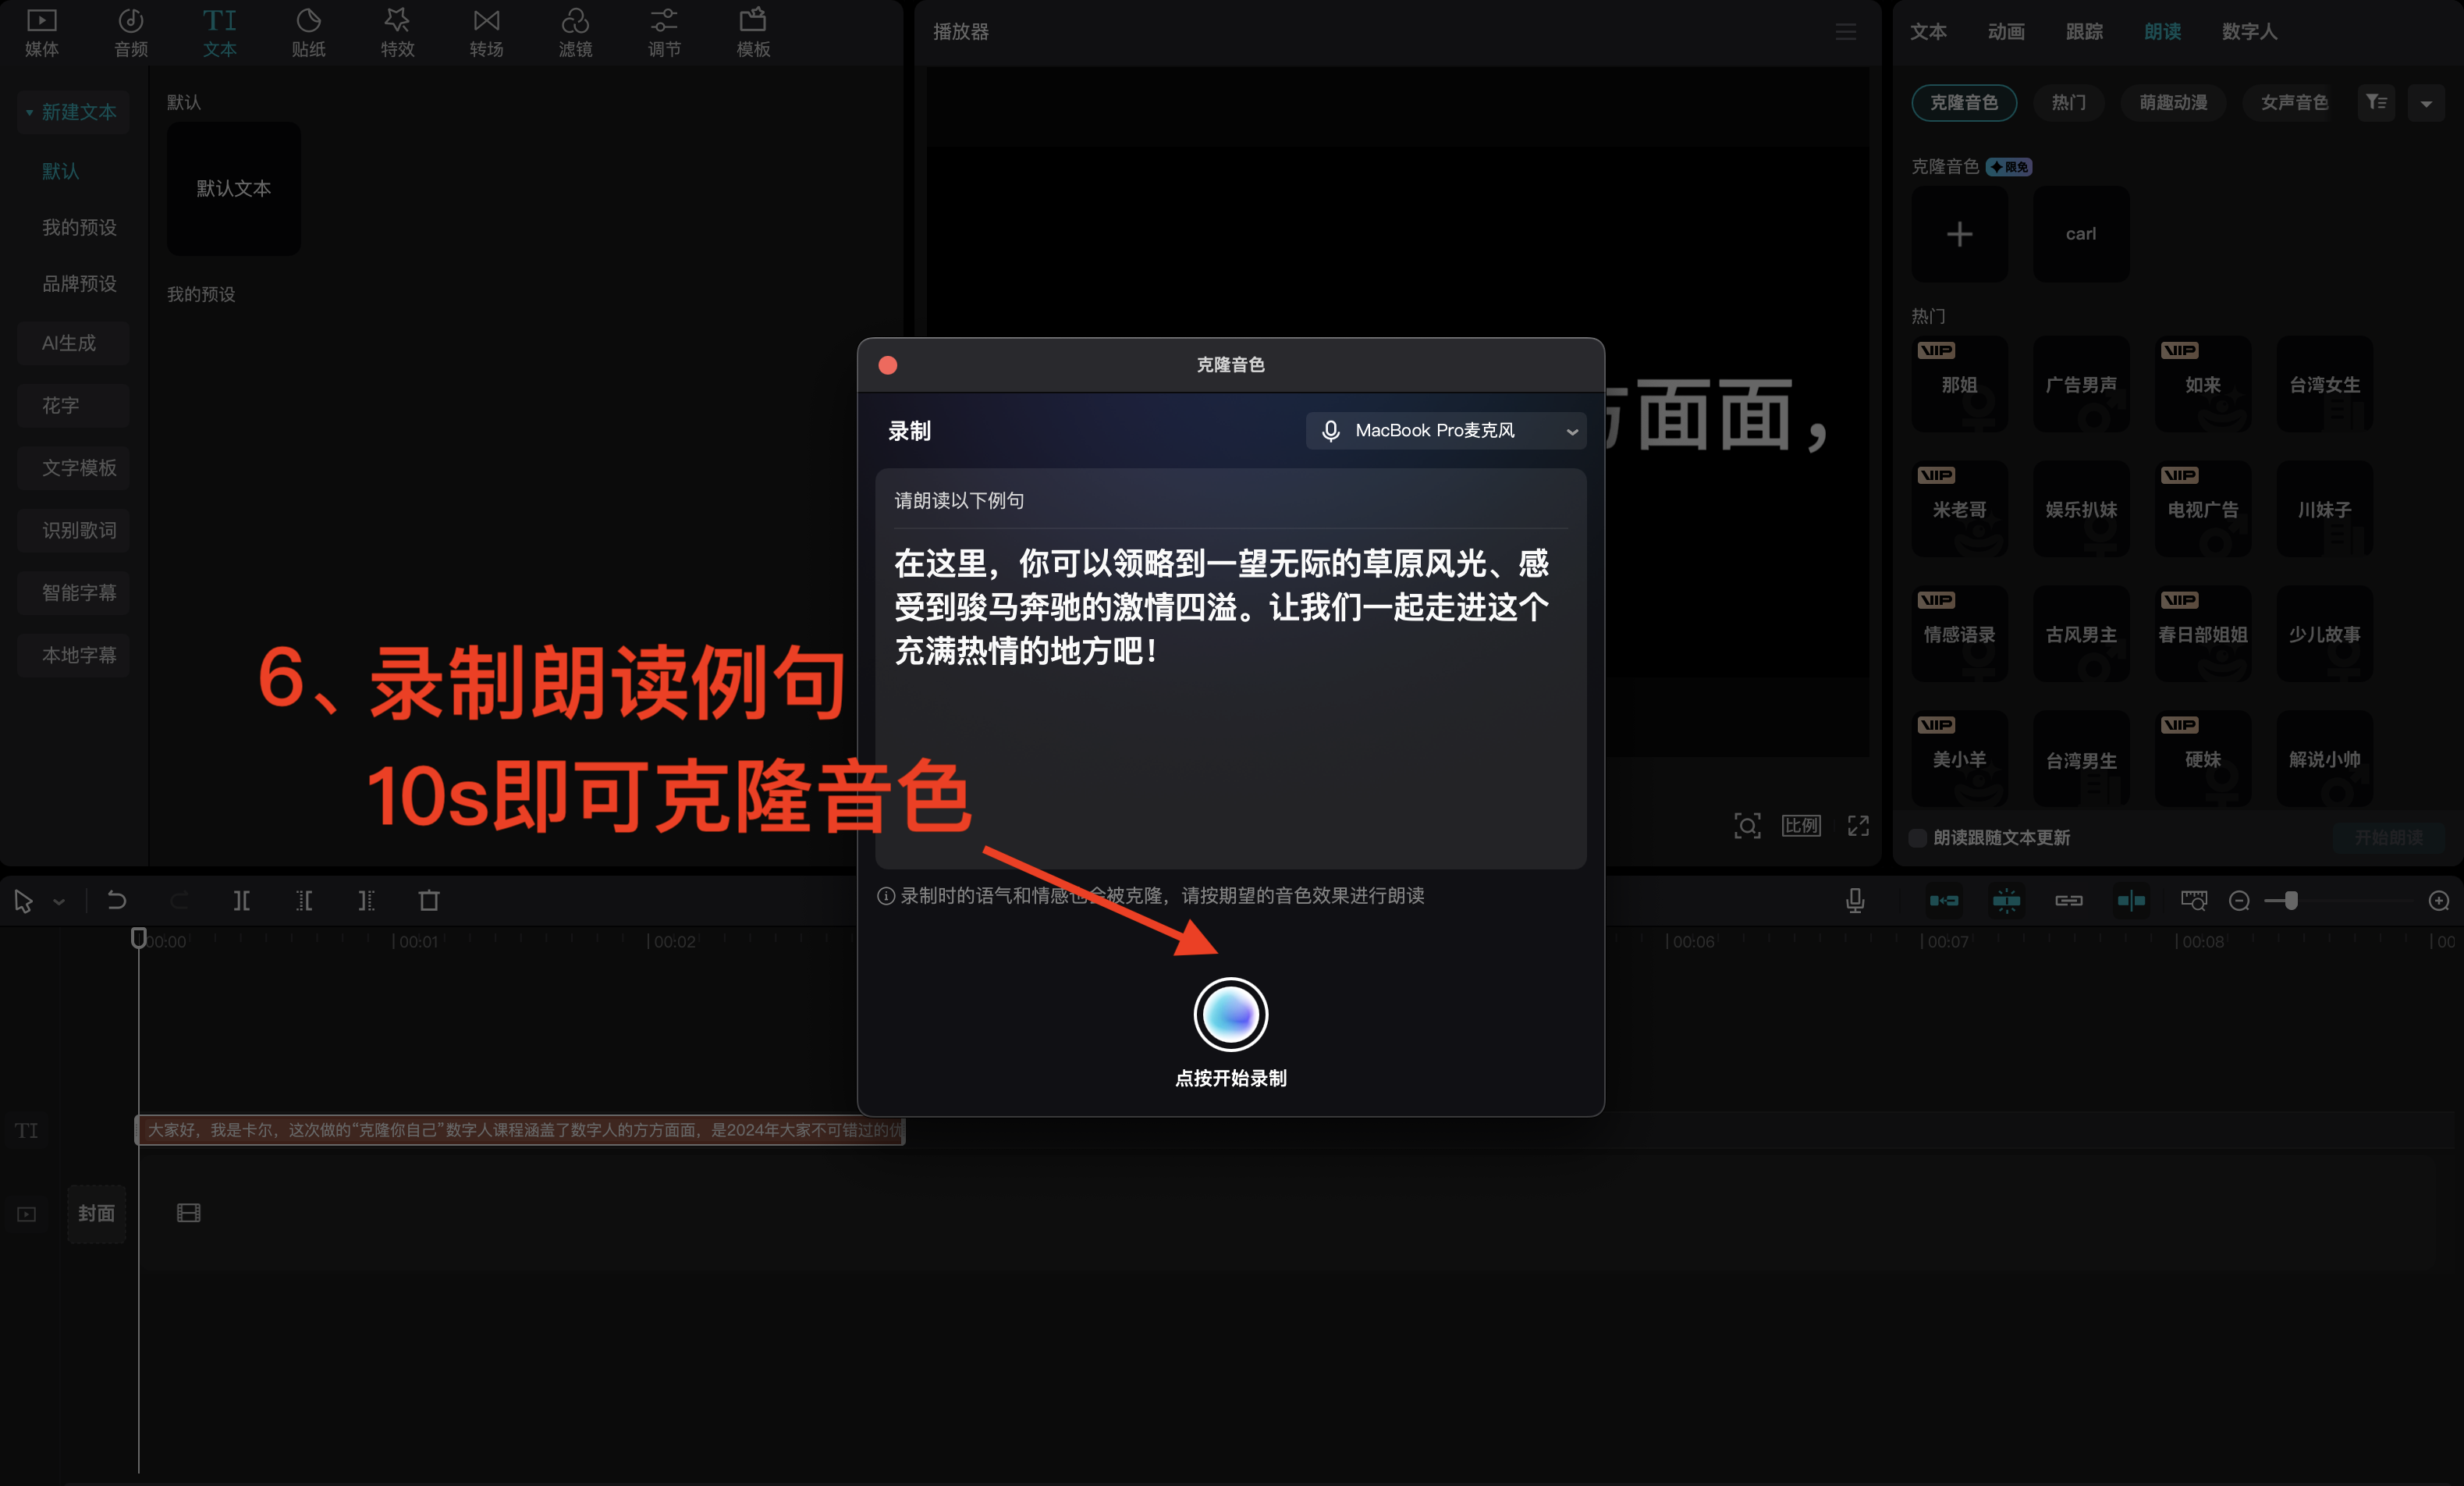 媒体
音频
TI
文本
贴纸
特效
转场
滤镜
调节
模板
新建文本
默认
我的预设
品牌预设
AI生成
花字
文字模板
识别歌词
智能字幕
本地字幕
默认
默认文本
我的预设
播放器
方面面，
比例
文本
动画
跟踪
朗读
数字人
克隆音色
热门
萌趣动漫
女声音色
克隆音色
限免
carl
热门
VIP
那姐
广告男声
VIP
如来
台湾女生
VIP
米老哥
娱乐扒妹
VIP
电视广告
川妹子
VIP
情感语录
古风男主
VIP
春日部姐姐
少儿故事
VIP
美小羊
台湾男生
VIP
硬妹
解说小帅
朗读跟随文本更新
开始朗读
克隆音色
录制
MacBook Pro麦克风
请朗读以下例句
在这里，你可以领略到一望无际的草原风光、感
受到骏马奔驰的激情四溢。让我们一起走进这个
充满热情的地方吧！
录制时的语气和情感也会被克隆，请按期望的音色效果进行朗读
点按开始录制
6、录制朗读例句
10s即可克隆音色
00:00
00:01
00:02
00:06
00:07
00:08
00
TI
大家好，我是卡尔，这次做的“克隆你自己”数字人课程涵盖了数字人的方方面面，是2024年大家不可错过的优
封面